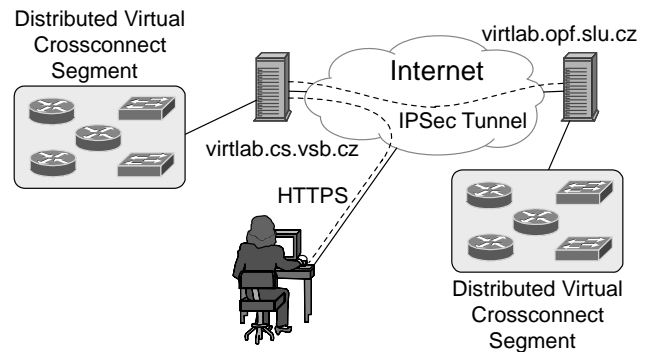 Distributed Virtual
Crossconnect
Segment
virtlab.opf.slu.cz
Internet
IPSec Tunnel
virtlab.cs.vsb.cz
HTTPS
Distributed Virtual
Crossconnect
Segment